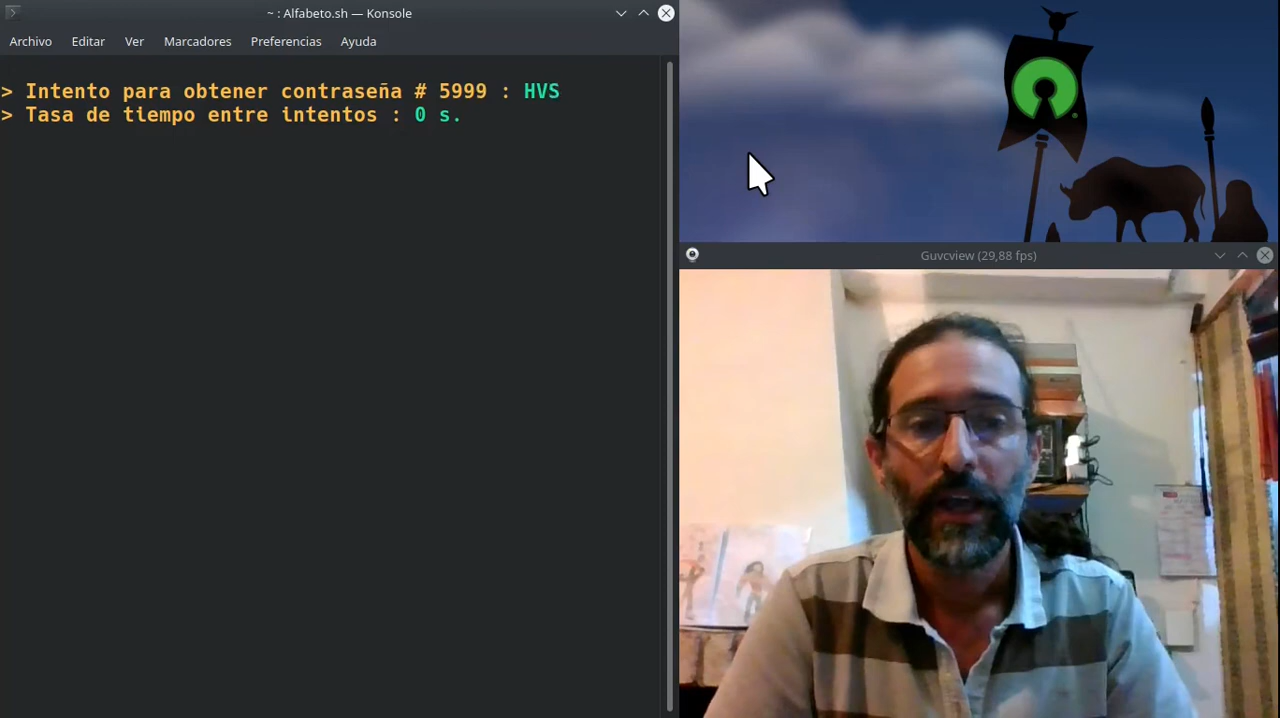 ~ : Alfabeto.sh — Konsole
Archivo Editar Ver Marcadores Preferencias Ayuda
> Intento para obtener contraseña # 5999 : HVS
> Tasa de tiempo entre intentos : 0 s.
Guvcview (29,88 fps)